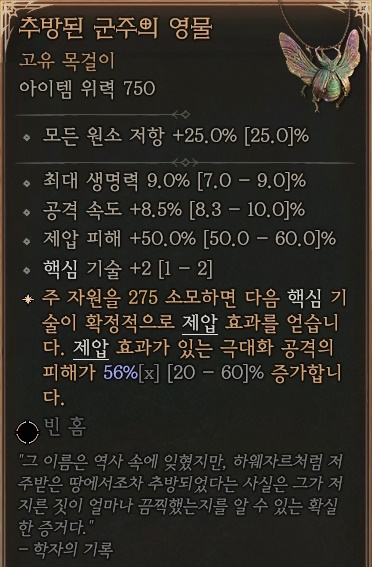 추방된 군주의 영물
고유 목걸이
아이템 위력 750
모든 원소 저항 +25.0% [25.0]%
최대 생명력 9.0% [7.0 – 9.0]%
공격 속도 +8.5% [8.3 – 10.0]%
제압 피해 +50.0% [50.0 – 60.0]%
핵심 기술 +2 [1 – 2]
주 자원을 275 소모하면 다음 핵심 기
술이 확정적으로 제압 효과를 얻습니
다. 제압 효과가 있는 극대화 공격의
피해가 56%[x] [20 – 60]% 증가합니
다.
빈 홈
"그 이름은 역사 속에 잊혔지만, 하웨자르처럼 저
주받은 땅에서조차 추방되었다는 사실은 그가 저
지른 짓이 얼마나 끔찍했는지를 알 수 있는 확실
한 증거다."
– 학자의 기록